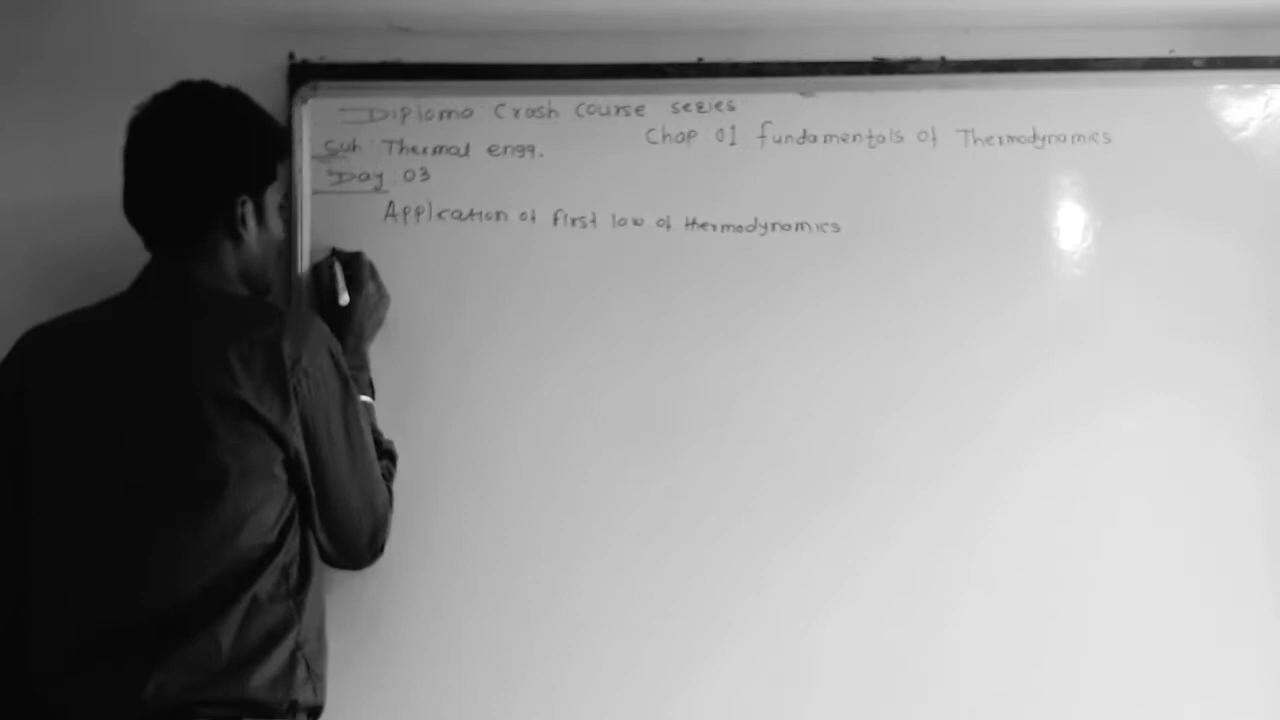 Diploma Crash Course series
Sub: Thermal engg.
Chap 01 fundamentals of Thermodynamics
Day: 03
Application of first law of thermodynamics